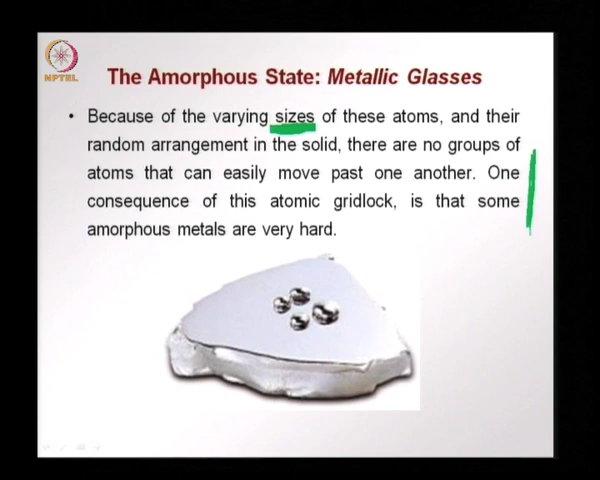 NPTEL
The Amorphous State: Metallic Glasses
• Because of the varying sizes of these atoms, and their
random arrangement in the solid, there are no groups of
atoms that can easily move past one another. One
consequence of this atomic gridlock, is that some
amorphous metals are very hard.